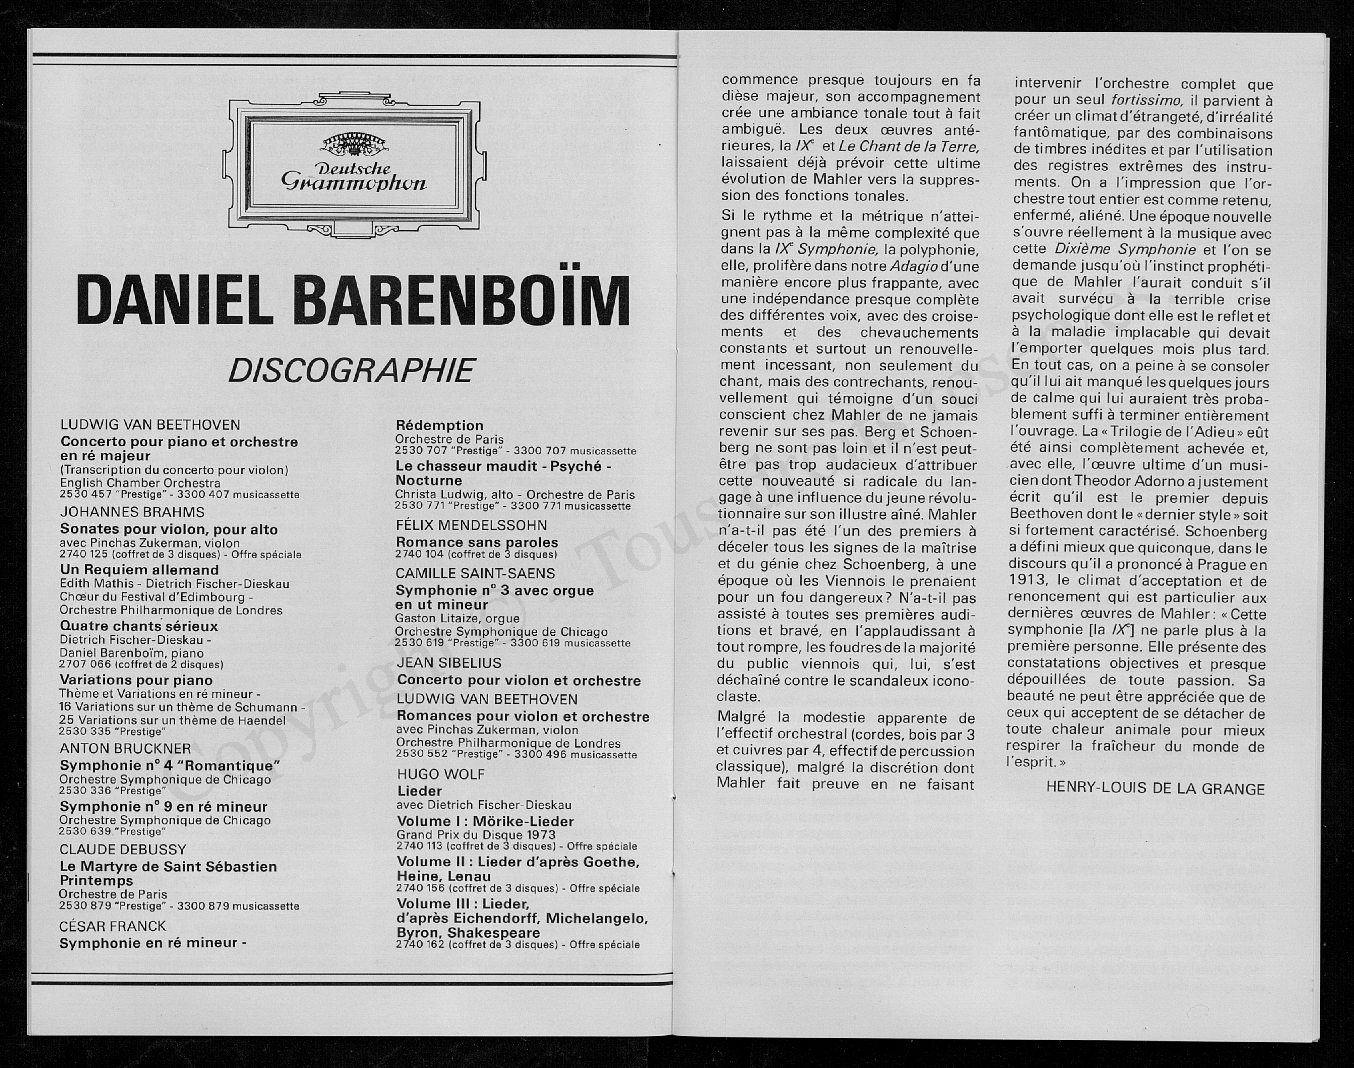 Deutsche
Grammophon
DANIEL BARENBOÏM
DISCOGRAPHIE
LUDWIG VAN BEETHOVEN
Concerto pour piano et orchestre
en ré majeur
(Transcription du concerto pour violon)
English Chamber Orchestra
2530 457 "Prestige" - 3300 407 musicassette
JOHANNES BRAHMS
Sonates pour violon, pour alto
avec Pinchas Zukerman, violon
2740 125 (coffret de 3 disques) - Offre spéciale
Un Requiem allemand
Edith Mathis - Dietrich Fischer-Dieskau
Chœur du Festival d'Edimbourg -
Orchestre Philharmonique de Londres
Quatre chants sérieux
Dietrich Fischer-Dieskau -
Daniel Barenboïm, piano
2707 066 (coffret de 2 disques)
Variations pour piano
Thème et Variations en ré mineur -
16 Variations sur un thème de Schumann -
25 Variations sur un thème de Haendel
2530 335 "Prestige"
ANTON BRUCKNER
Symphonie n° 4 "Romantique"
Orchestre Symphonique de Chicago
2530 336 "Prestige"
Symphonie n° 9 en ré mineur
Orchestre Symphonique de Chicago
2530 639 "Prestige"
CLAUDE DEBUSSY
Le Martyre de Saint Sébastien
Printemps
Orchestre de Paris
2530 879 "Prestige" - 3300 879 musicassette
CÉSAR FRANCK
Symphonie en ré mineur -
Rédemption
Orchestre de Paris
2530 707 "Prestige" - 3300 707 musicassette
Le chasseur maudit - Psyché -
Nocturne
Christa Ludwig, alto - Orchestre de Paris
2530 771 "Prestige" - 3300 771 musicassette
FÉLIX MENDELSSOHN
Romance sans paroles
2740 104 (coffret de 3 disques)
CAMILLE SAINT-SAENS
Symphonie n° 3 avec orgue
en ut mineur
Gaston Litaize, orgue
Orchestre Symphonique de Chicago
2530 619 "Prestige" - 3300 619 musicassette
JEAN SIBELIUS
Concerto pour violon et orchestre
LUDWIG VAN BEETHOVEN
Romances pour violon et orchestre
avec Pinchas Zukerman, violon
Orchestre Philharmonique de Londres
2530 552 "Prestige" - 3300 496 musicassette
HUGO WOLF
Lieder
avec Dietrich Fischer-Dieskau
Volume I : Mörike-Lieder
Grand Prix du Disque 1973
2740 113 (coffret de 3 disques) - Offre spéciale
Volume II : Lieder d'après Goethe,
Heine, Lenau
2740 156 (coffret de 3 disques) - Offre spéciale
Volume III : Lieder,
d'après Eichendorff, Michelangelo,
Byron, Shakespeare
2740 162 (coffret de 3 disques) - Offre spéciale
commence presque toujours en fa
dièse majeur, son accompagnement
crée une ambiance tonale tout à fait
ambiguë. Les deux œuvres anté-
rieures, la IXe et Le Chant de la Terre,
laissaient déjà prévoir cette ultime
évolution de Mahler vers la suppres-
sion des fonctions tonales.
Si le rythme et la métrique n'attei-
gnent pas à la même complexité que
dans la IXe Symphonie, la polyphonie,
elle, prolifère dans notre Adagio d'une
manière encore plus frappante, avec
une indépendance presque complète
des différentes voix, avec des croise-
ments et des chevauchements
constants et surtout un renouvelle-
ment incessant, non seulement du
chant, mais des contrechants, renou-
vellement qui témoigne d'un souci
conscient chez Mahler de ne jamais
revenir sur ses pas. Berg et Schoen-
berg ne sont pas loin et il n'est peut-
être pas trop audacieux d'attribuer
cette nouveauté si radicale du lan-
gage à une influence du jeune révolu-
tionnaire sur son illustre aîné. Mahler
n'a-t-il pas été l'un des premiers à
déceler tous les signes de la maîtrise
et du génie chez Schoenberg, à une
époque où les Viennois le prenaient
pour un fou dangereux? N'a-t-il pas
assisté à toutes ses premières audi-
tions et bravé, en l'applaudissant à
tout rompre, les foudres de la majorité
du public viennois qui, lui, s'est
déchaîné contre le scandaleux icono-
claste.
Malgré la modestie apparente de
l'effectif orchestral (cordes, bois par 3
et cuivres par 4, effectif de percussion
classique), malgré la discrétion dont
Mahler fait preuve en ne faisant
intervenir l'orchestre complet que
pour un seul fortissimo, il parvient à
créer un climat d'étrangeté, d'irréalité
fantômatique, par des combinaisons
de timbres inédites et par l'utilisation
des registres extrêmes des instru-
ments. On a l'impression que l'or-
chestre tout entier est comme retenu,
enfermé, aliéné. Une époque nouvelle
s'ouvre réellement à la musique avec
cette Dixième Symphonie et l'on se
demande jusqu'où l'instinct prophéti-
que de Mahler l'aurait conduit s'il
avait survécu à la terrible crise
psychologique dont elle est le reflet et
à la maladie implacable qui devait
l'emporter quelques mois plus tard.
En tout cas, on a peine à se consoler
qu'il lui ait manqué les quelques jours
de calme qui lui auraient très proba-
blement suffi à terminer entièrement
l'ouvrage. La « Trilogie de l'Adieu » eût
été ainsi complètement achevée et,
avec elle, l'œuvre ultime d'un musi-
cien dont Theodor Adorno a justement
écrit qu'il est le premier depuis
Beethoven dont le « dernier style » soit
si fortement caractérisé. Schoenberg
a défini mieux que quiconque, dans le
discours qu'il a prononcé à Prague en
1913, le climat d'acceptation et de
renoncement qui est particulier aux
dernières œuvres de Mahler : « Cette
symphonie [la IXe] ne parle plus à la
première personne. Elle présente des
constatations objectives et presque
dépouillées de toute passion. Sa
beauté ne peut être appréciée que de
ceux qui acceptent de se détacher de
toute chaleur animale pour mieux
respirer la fraîcheur du monde de
l'esprit. »
HENRY-LOUIS DE LA GRANGE
Copyright © Tous droits